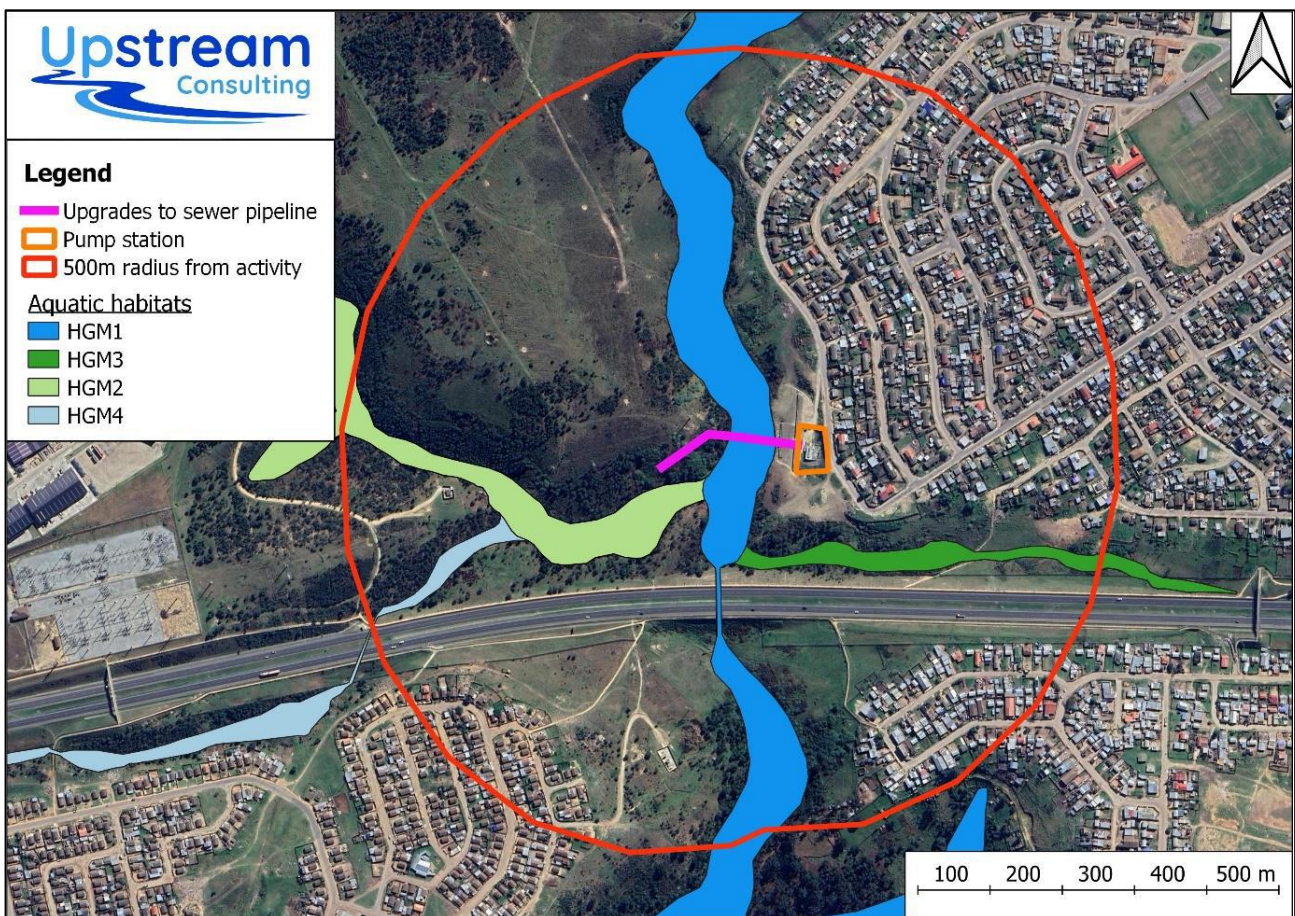 Upstream
Consulting
Legend
Upgrades to sewer pipeline
Pump station
500m radius from activity
Aquatic habitats
HGM1
HGM3
HGM2
HGM4
100 200 300 400 500 m